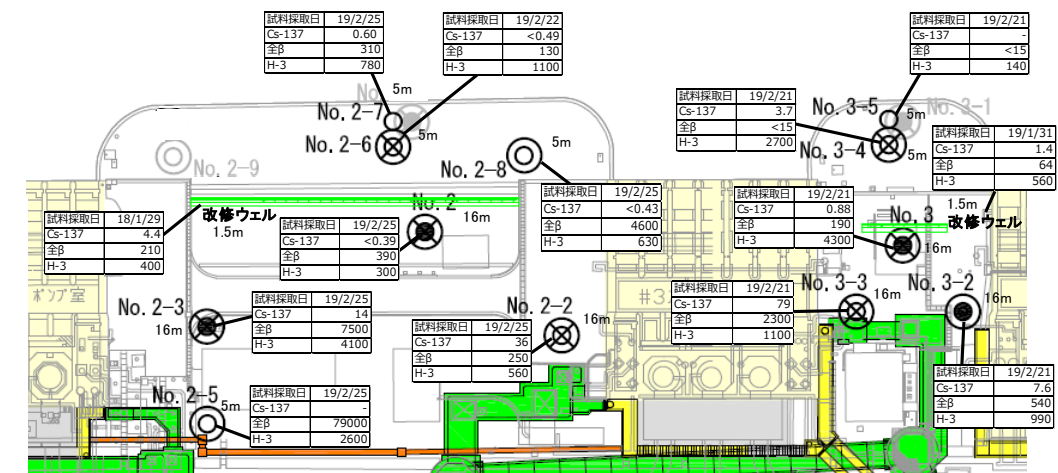 試料採取日 19/2/25
Cs-137 0.60
全β 310
H-3 780
試料採取日 19/2/22
Cs-137 <0.49
全β 130
H-3 1100
試料採取日 19/2/21
Cs-137 -
全β <15
H-3 140
No. 5m
No. 2-7
No. 2-6 5m
試料採取日 19/2/21
Cs-137 3.7
全β <15
H-3 2700
No. 3-5 5m No. 3-1
No. 3-4 5m
試料採取日 19/1/31
Cs-137 1.4
全β 64
H-3 560
No. 2-9
No. 2-8 5m
試料採取日 18/1/29
Cs-137 4.4
全β 210
H-3 400
改修ウェル
1.5m
No. 2
16m
試料採取日 19/2/25
Cs-137 <0.39
全β 390
H-3 300
試料採取日 19/2/25
Cs-137 <0.43
全β 4600
H-3 630
試料採取日 19/2/21
Cs-137 0.88
全β 190
H-3 4300
1.5m
改修ウェル
No. 3
16m
ポンプ室
No. 2-3
16m
試料採取日 19/2/25
Cs-137 14
全β 7500
H-3 4100
No. 2-2
16m
試料採取日 19/2/25
Cs-137 36
全β 250
H-3 560
#3
試料採取日 19/2/21
Cs-137 79
全β 2300
H-3 1100
No. 3-3
16m
No. 3-2
16m
No. 2-5
5m
試料採取日 19/2/25
Cs-137 -
全β 79000
H-3 2600
試料採取日 19/2/21
Cs-137 7.6
全β 540
H-3 990